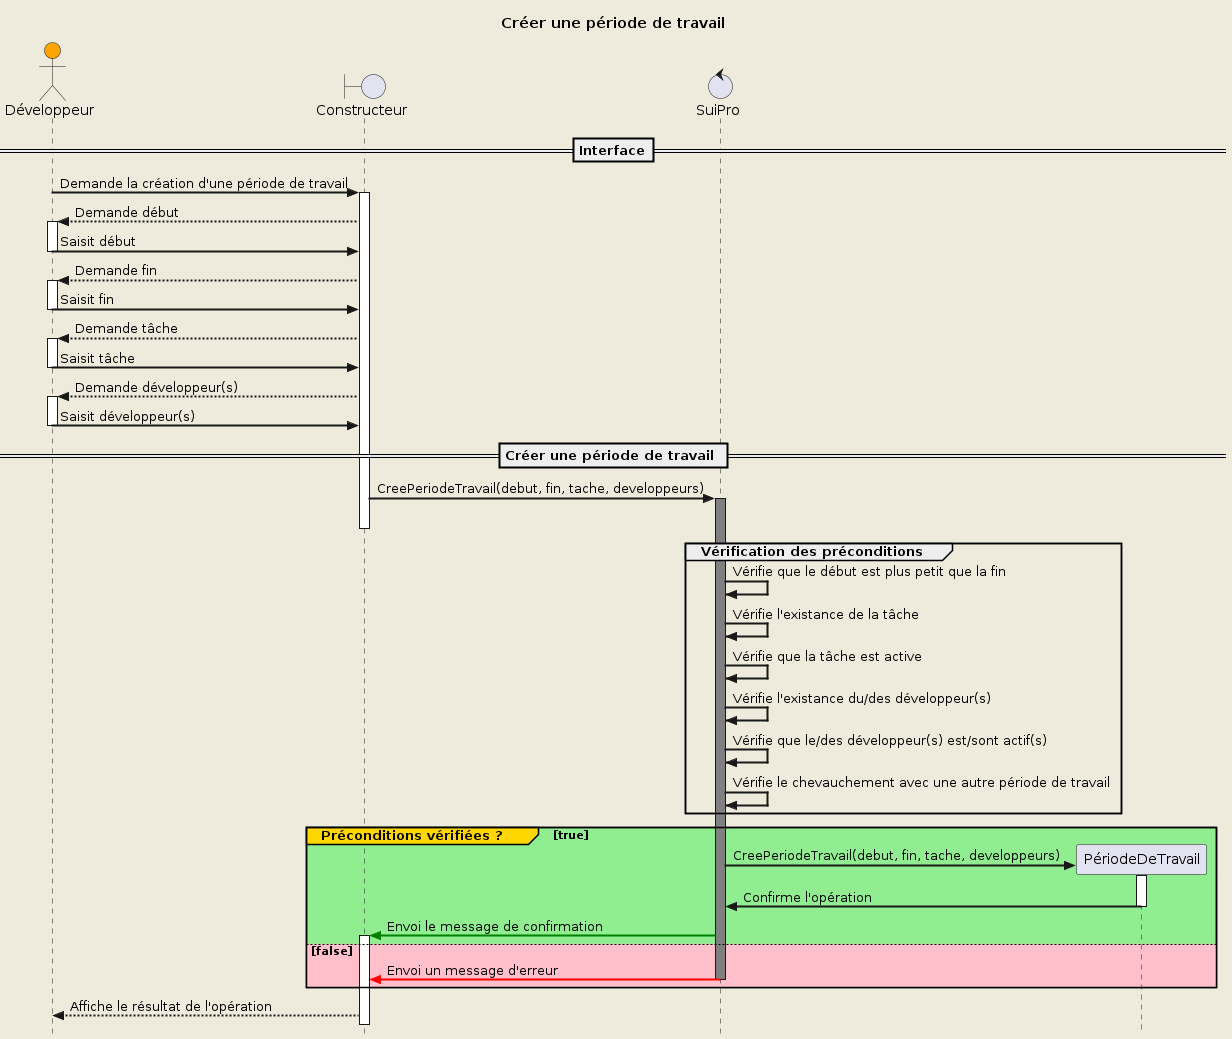 Créer une période de travail
Développeur
Constructeur
SuiPro
Interface
Demande la création d'une période de travail
Demande début
Saisit début
Demande fin
Saisit fin
Demande tâche
Saisit tâche
Demande développeur(s)
Saisit développeur(s)
Créer une période de travail
CreePeriodeTravail(debut, fin, tache, developpeurs)
Vérification des préconditions
Vérifie que le début est plus petit que la fin
Vérifie l'existance de la tâche
Vérifie que la tâche est active
Vérifie l'existance du/des développeur(s)
Vérifie que le/des développeur(s) est/sont actif(s)
Vérifie le chevauchement avec une autre période de travail
Préconditions vérifiées ? [true]
CreePeriodeTravail(debut, fin, tache, developpeurs)
PériodeDeTravail
Confirme l'opération
Envoi le message de confirmation
[false]
Envoi un message d'erreur
Affiche le résultat de l'opération